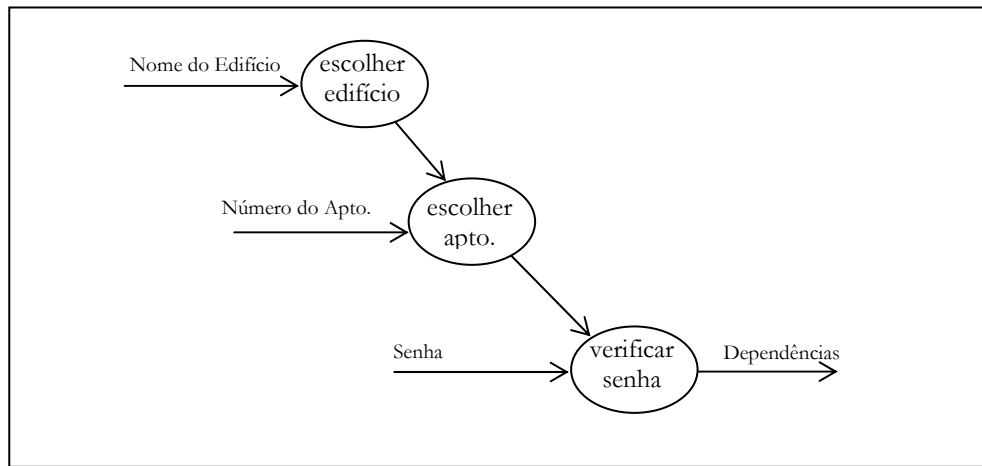 Nome do Edifício
escolher
edifício
Número do Apto.
escolher
apto.
Senha
verificar
senha
Dependências